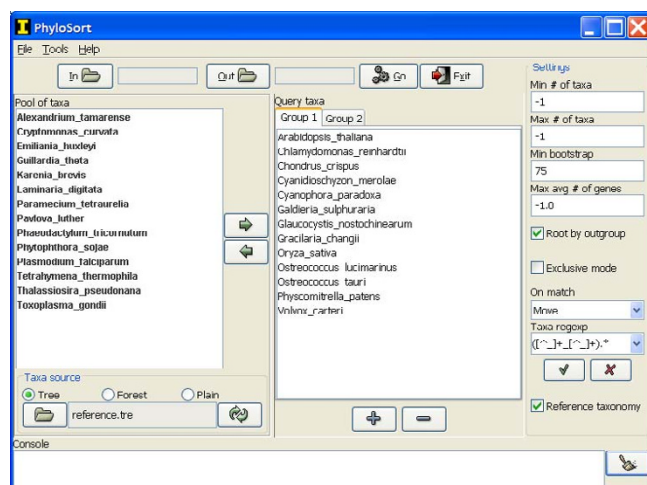 PhyloSort
File Tools Help
In Out Go Exit
Pool of taxa
Alexandrium_tamarense
Cryptomonas_curvata
Emiliania_huxleyi
Guillardia_theta
Karenia_brevis
Laminaria_digitata
Paramecium_tetraurelia
Pavlova_luther
Phaeodactylum_tricornutum
Phytophthora_sojae
Plasmodium_falciparum
Tetrahymena_thermophila
Thalassiosira_pseudonana
Toxoplasma_gondii
Taxa source
Tree Forest Plain
reference.tre
Query taxa
Group 1 Group 2
Arabidopsis_thaliana
Chlamydomonas_reinhardtii
Chondrus_crispus
Cyanidioschyzon_merolae
Cyanophora_paradoxa
Galdieria_sulphuraria
Glaucocystis_nostochinearum
Gracilaria_changii
Oryza_sativa
Ostreococcus_lucimarinus
Ostreococcus_tauri
Physcomitrella_patens
Volvox_carteri
Settings
Min # of taxa
-1
Max # of taxa
-1
Min bootstrap
75
Max avg # of genes
-1.0
Root by outgroup
Exclusive mode
On match
Move
Taxa regexp
([^_]+_[^_]+).*
Reference taxonomy
Console